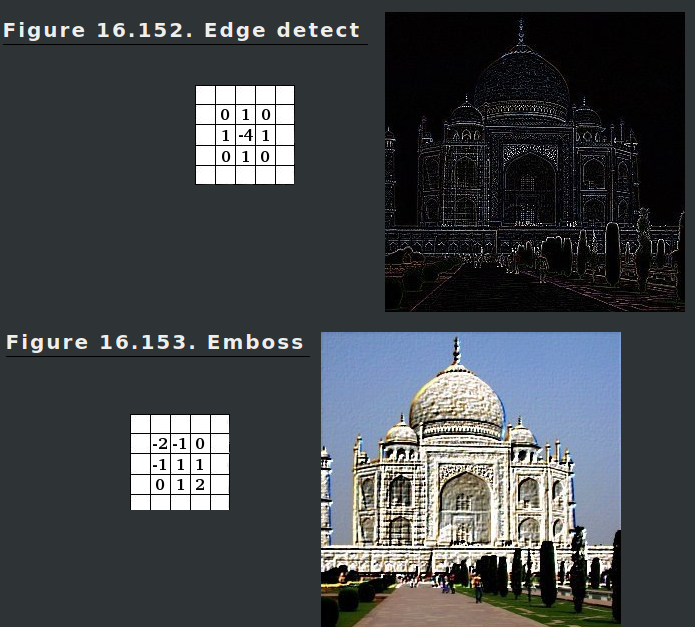 Figure 16.152. Edge detect
0 1 0
1 -4 1
0 1 0
Figure 16.153. Emboss
-2 -1 0
-1 1 1
0 1 2